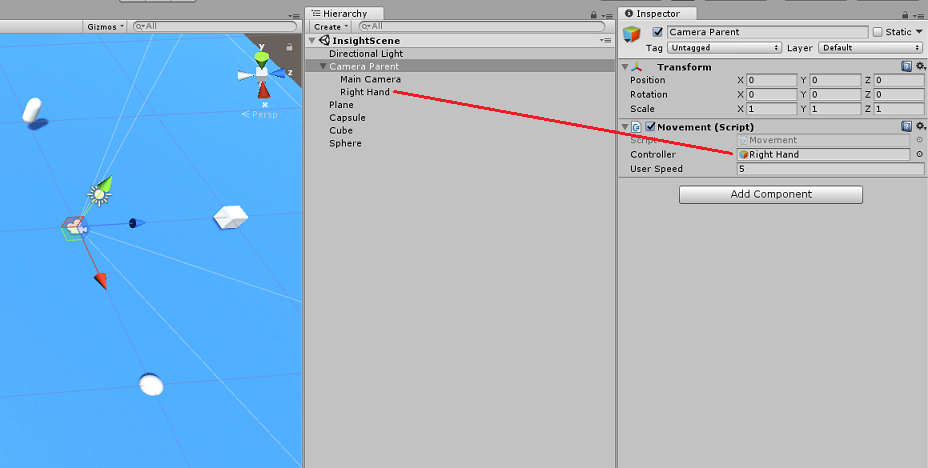 Gizmos All
y
z
x
Persp
Hierarchy
Create All
InsightScene
Directional Light
Camera Parent
Main Camera
Right Hand
Plane
Capsule
Cube
Sphere
Inspector
Camera Parent Static
Tag Untagged Layer Default
Transform
Position X 0 Y 0 Z 0
Rotation X 0 Y 0 Z 0
Scale X 1 Y 1 Z 1
Movement (Script)
Script Movement
Controller Right Hand
User Speed 5
Add Component